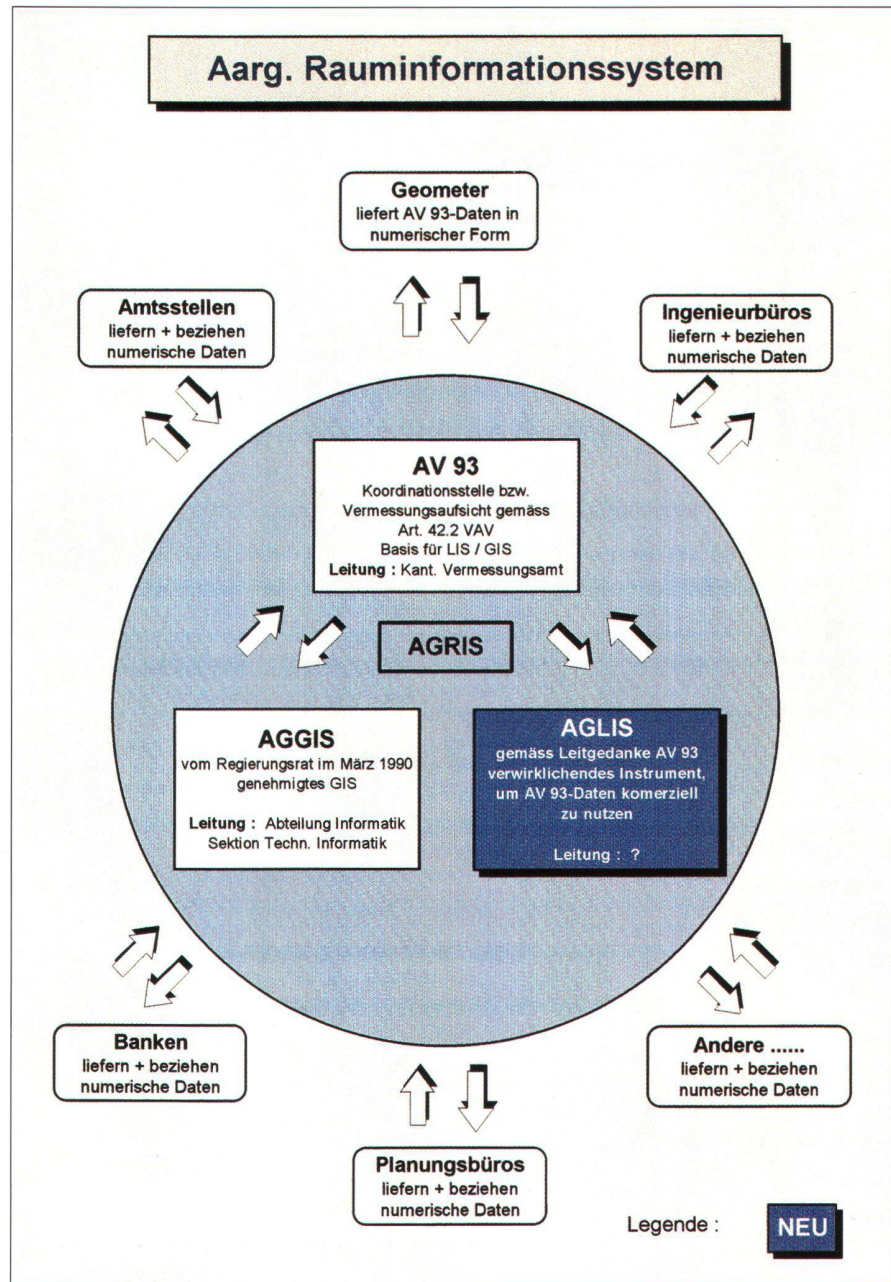 Aarg. Rauminformationssystem
Geometer
liefert AV 93-Daten in
numerischer Form
Amtsstellen
liefern + beziehen
numerische Daten
Ingenieurbüros
liefern + beziehen
numerische Daten
AV 93
Koordinationsstelle bzw.
Vermessungsaufsicht gemäss
Art. 42.2 VAV
Basis für LIS / GIS
Leitung : Kant. Vermessungsamt
AGRIS
AGGIS
vom Regierungsrat im März 1990
genehmigtes GIS
Leitung : Abteilung Informatik
Sektion Techn. Informatik
AGLIS
gemäss Leitgedanke AV 93
verwirklichendes Instrument,
um AV 93-Daten komerziell
zu nutzen
Leitung : ?
Banken
liefern + beziehen
numerische Daten
Andere ......
liefern + beziehen
numerische Daten
Planungsbüros
liefern + beziehen
numerische Daten
Legende :
NEU